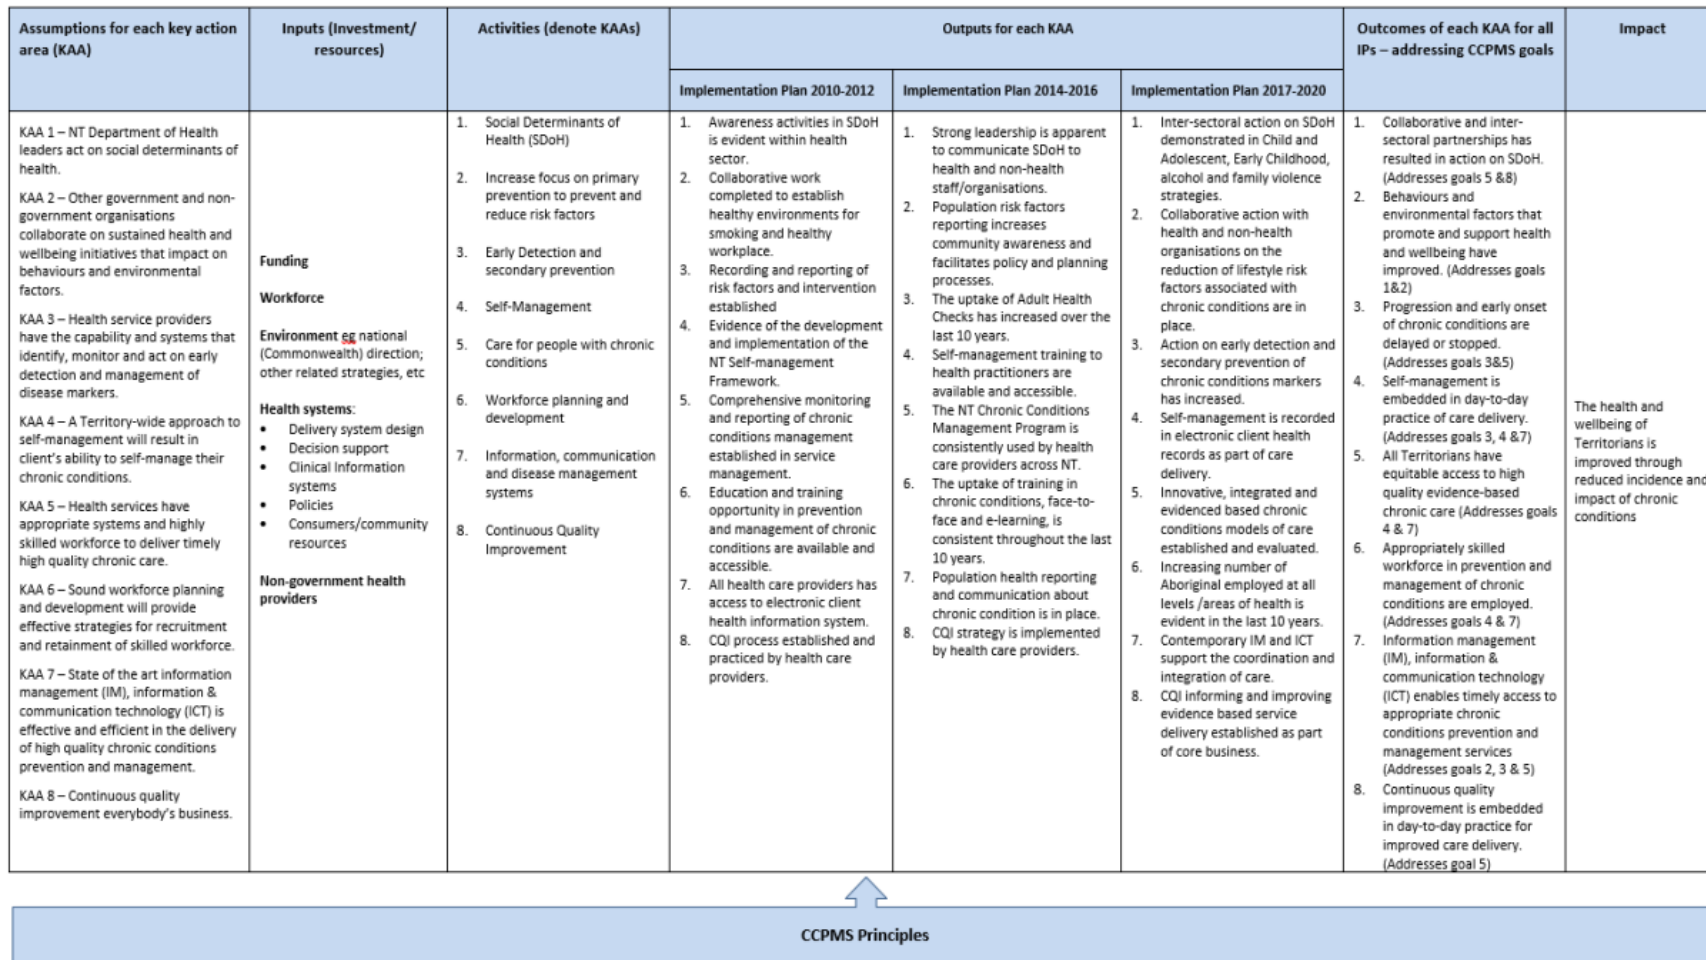 Assumptions for each key action
area (KAA)
Inputs (Investment/
resources)
Activities (denote KAAs)
Outputs for each KAA
Outcomes of each KAA for all
IPs – addressing CCPMS goals
Impact
Implementation Plan 2010-2012
Implementation Plan 2014-2016
Implementation Plan 2017-2020
KAA 1 – NT Department of Health
leaders act on social determinants of
health.
KAA 2 – Other government and non-
government organisations
collaborate on sustained health and
wellbeing initiatives that impact on
behaviours and environmental
factors.
KAA 3 – Health service providers
have the capability and systems that
identify, monitor and act on early
detection and management of
disease markers.
KAA 4 – A Territory-wide approach to
self-management will result in
client's ability to self-manage their
chronic conditions.
KAA 5 – Health services have
appropriate systems and highly
skilled workforce to deliver timely
high quality chronic care.
KAA 6 – Sound workforce planning
and development will provide
effective strategies for recruitment
and retainment of skilled workforce.
KAA 7 – State of the art information
management (IM), information &
communication technology (ICT) is
effective and efficient in the delivery
of high quality chronic conditions
prevention and management.
KAA 8 – Continuous quality
improvement everybody's business.
Funding
Workforce
Environment eg national
(Commonwealth) direction;
other related strategies, etc
Health systems:
• Delivery system design
• Decision support
• Clinical Information
systems
• Policies
• Consumers/community
resources
Non-government health
providers
1. Social Determinants of
Health (SDoH)
2. Increase focus on primary
prevention to prevent and
reduce risk factors
3. Early Detection and
secondary prevention
4. Self-Management
5. Care for people with chronic
conditions
6. Workforce planning and
development
7. Information, communication
and disease management
systems
8. Continuous Quality
Improvement
1. Awareness activities in SDoH
is evident within health
sector.
2. Collaborative work
completed to establish
healthy environments for
smoking and healthy
workplace.
3. Recording and reporting of
risk factors and intervention
established
4. Evidence of the development
and implementation of the
NT Self-management
Framework.
5. Comprehensive monitoring
and reporting of chronic
conditions management
established in service
management.
6. Education and training
opportunity in prevention
and management of chronic
conditions are available and
accessible.
7. All health care providers has
access to electronic client
health information system.
8. CQI process established and
practiced by health care
providers.
1. Strong leadership is apparent
to communicate SDoH to
health and non-health
staff/organisations.
2. Population risk factors
reporting increases
community awareness and
facilitates policy and planning
processes.
3. The uptake of Adult Health
Checks has increased over the
last 10 years.
4. Self-management training to
health practitioners are
available and accessible.
5. The NT Chronic Conditions
Management Program is
consistently used by health
care providers across NT.
6. The uptake of training in
chronic conditions, face-to-
face and e-learning, is
consistent throughout the last
10 years.
7. Population health reporting
and communication about
chronic condition is in place.
8. CQI strategy is implemented
by health care providers.
1. Inter-sectoral action on SDoH
demonstrated in Child and
Adolescent, Early Childhood,
alcohol and family violence
strategies.
2. Collaborative action with
health and non-health
organisations on the
reduction of lifestyle risk
factors associated with
chronic conditions are in
place.
3. Action on early detection and
secondary prevention of
chronic conditions markers
has increased.
4. Self-management is recorded
in electronic client health
records as part of care
delivery.
5. Innovative, integrated and
evidenced based chronic
conditions models of care
established and evaluated.
6. Increasing number of
Aboriginal employed at all
levels /areas of health is
evident in the last 10 years.
7. Contemporary IM and ICT
support the coordination and
integration of care.
8. CQI informing and improving
evidence based service
delivery established as part
of core business.
1. Collaborative and inter-
sectoral partnerships has
resulted in action on SDoH.
(Addresses goals 5 &8)
2. Behaviours and
environmental factors that
promote and support health
and wellbeing have
improved. (Addresses goals
1&2)
3. Progression and early onset
of chronic conditions are
delayed or stopped.
(Addresses goals 3&5)
4. Self-management is
embedded in day-to-day
practice of care delivery.
(Addresses goals 3, 4 &7)
5. All Territorians have
equitable access to high
quality evidence-based
chronic care (Addresses goals
4 & 7)
6. Appropriately skilled
workforce in prevention and
management of chronic
conditions are employed.
(Addresses goals 4 & 7)
7. Information management
(IM), information &
communication technology
(ICT) enables timely access to
appropriate chronic
conditions prevention and
management services
(Addresses goals 2, 3 & 5)
8. Continuous quality
improvement is embedded
in day-to-day practice for
improved care delivery.
(Addresses goal 5)
The health and
wellbeing of
Territorians is
improved through
reduced incidence and
impact of chronic
conditions
CCPMS Principles